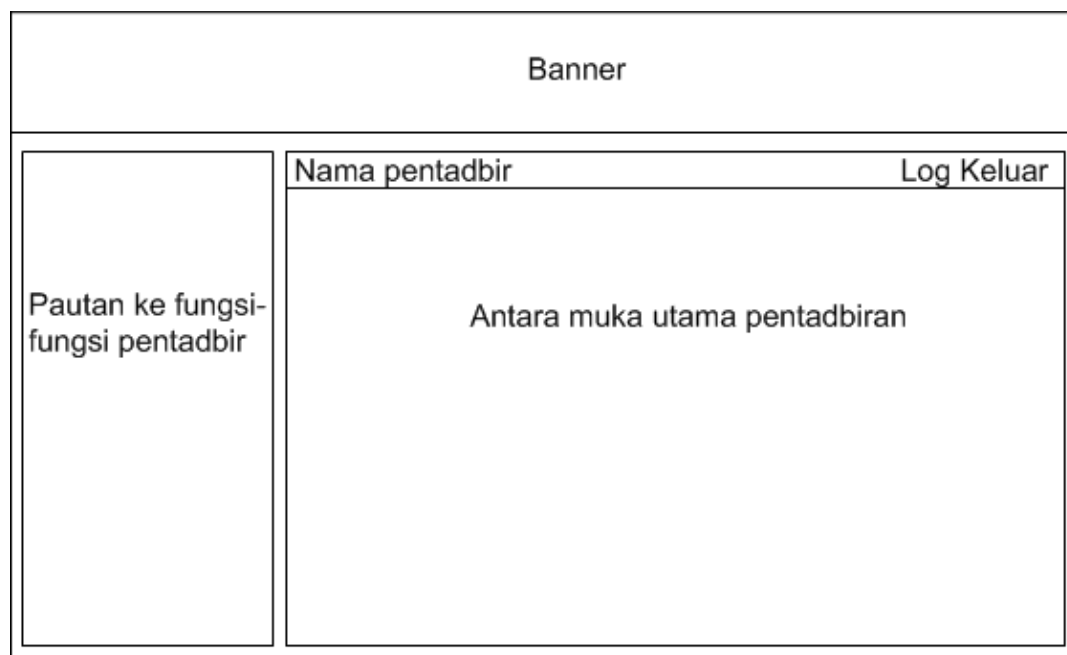 Banner
Nama pentadbir
Log Keluar
Pautan ke fungsi-
fungsi pentadbir
Antara muka utama pentadbiran